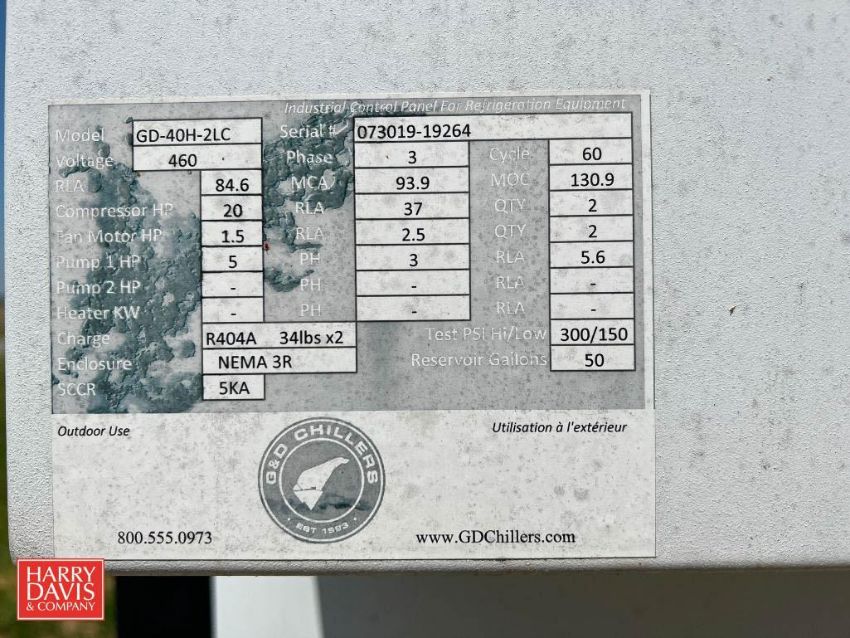 Industrial Control Panel For Refrigeration Equipment
Model GD-40H-2LC Serial # 073019-19264
Voltage 460 Phase 3 Cycle 60
RLA 84.6 MCA 93.9 MOC 130.9
Compressor HP 20 RLA 37 QTY 2
Fan Motor HP 1.5 RLA 2.5 QTY 2
Pump 1 HP 5 PH 3 RLA 5.6
Pump 2 HP - PH - RLA -
Heater KW - PH - RLA -
Charge R404A 34lbs x2 Test PSI Hi/Low 300/150
Enclosure NEMA 3R Reservoir Gallons 50
SCCR 5KA
Outdoor Use Utilisation à l'extérieur
G&D CHILLERS
EST 1993
800.555.0973 www.GDChillers.com
HARRY
DAVIS
& COMPANY